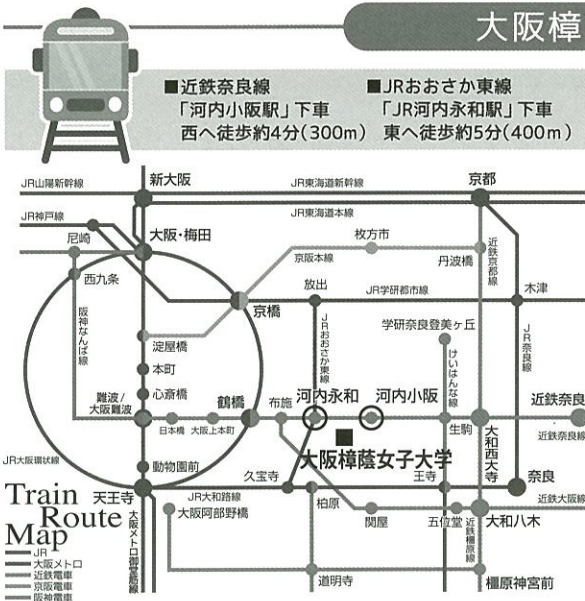 大阪樟
■近鉄奈良線
「河内小阪駅」下車
西へ徒歩約4分(300m)
■JRおおさか東線
「JR河内永和駅」下車
東へ徒歩約5分(400m)
新大阪
京都
JR山陽新幹線
JR東海道新幹線
JR東海道本線
JR神戸線
尼崎
大阪・梅田
枚方市
京阪本線
丹波橋
近鉄京都線
西九条
放出
JR学研都市線
木津
京橋
阪神なんば線
淀屋橋
JRおおさか東線
学研奈良登美ヶ丘
けいはんな線
JR奈良線
本町
心斎橋
難波/
大阪難波
鶴橋
布施
河内永和
河内小阪
近鉄奈良
日本橋
大阪上本町
生駒
大和西大寺
近鉄奈良線
大阪樟蔭女子大学
JR大阪環状線
動物園前
久宝寺
王寺
奈良
天王寺
JR大和路線
柏原
近鉄大阪線
大阪阿部野橋
関屋
五位堂
大和八木
大阪メトロ御堂筋線
近鉄橿原線
道明寺
橿原神宮前
Train
Route
Map
JR
大阪メトロ
近鉄電車
京阪電車
阪神電車